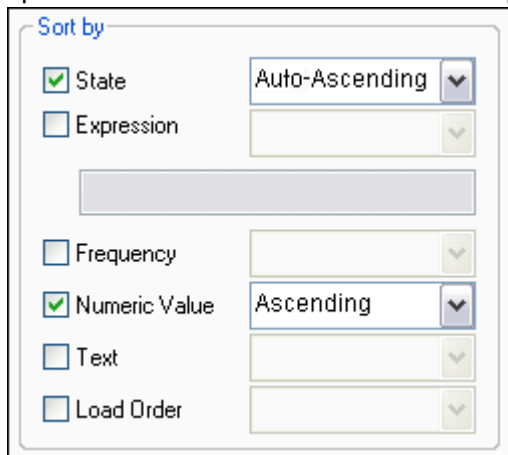 Sort by
State Auto-Ascending
Expression
Frequency
Numeric Value Ascending
Text
Load Order